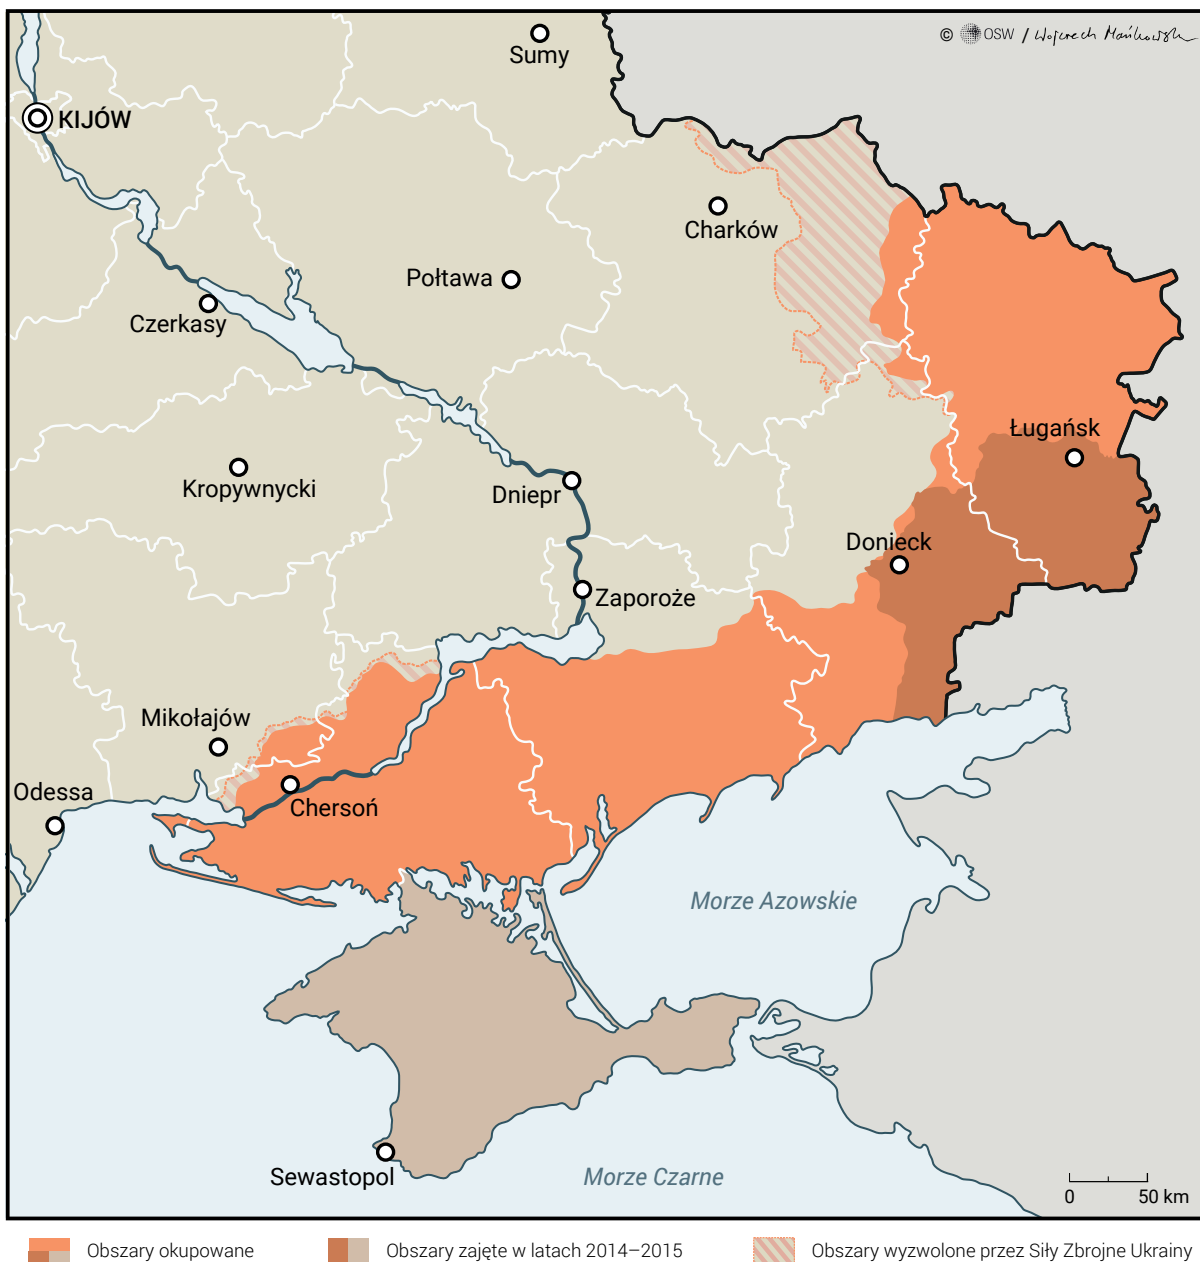 © OSW / Wojciech Mańkowski
Sumy
KIJÓW
Charków
Połtawa
Czerkasy
Ługańsk
Kropywnycki
Dniepr
Donieck
Zaporoże
Mikołajów
Odessa
Chersoń
Morze Azowskie
Sewastopol
Morze Czarne
0 50 km
Obszary okupowane
Obszary zajęte w latach 2014–2015
Obszary wyzwolone przez Siły Zbrojne Ukrainy